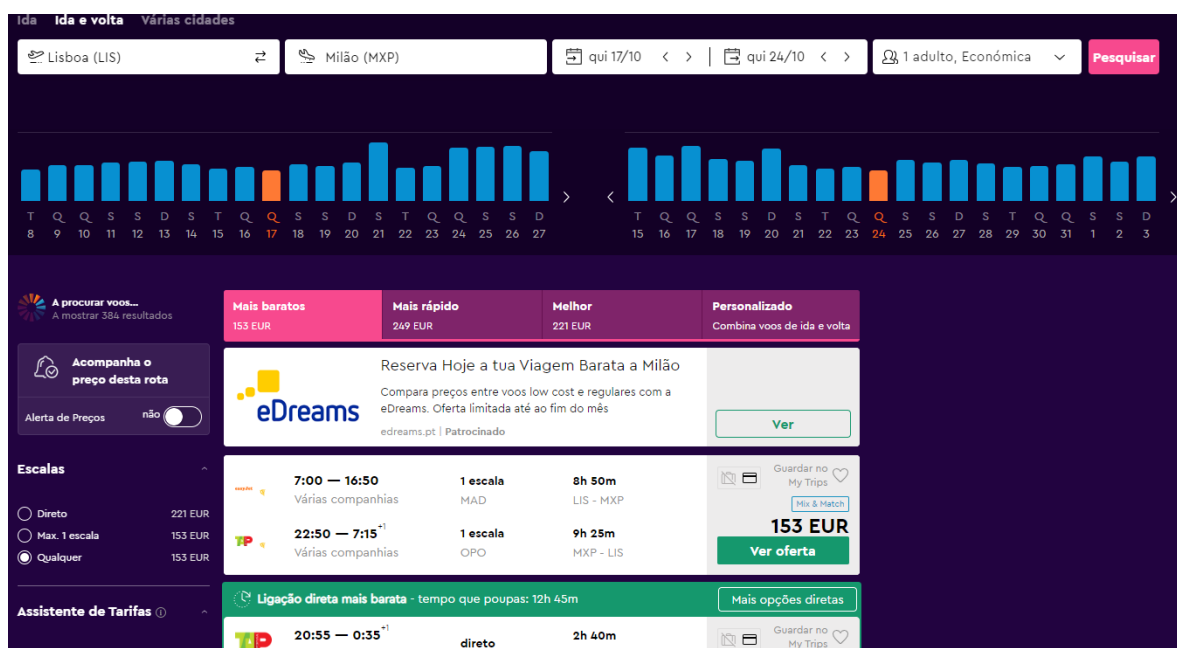 Ida Ida e volta Várias cidades
Lisboa (LIS) Milão (MXP) qui 17/10 qui 24/10 1 adulto, Económica Pesquisar
T Q Q S S D S T Q Q S S D S T Q Q S S D
8 9 10 11 12 13 14 15 16 17 18 19 20 21 22 23 24 25 26 27
T Q Q S S D S T Q Q S S D S T Q Q S S D
15 16 17 18 19 20 21 22 23 24 25 26 27 28 29 30 31 1 2 3
A procurar voos...
A mostrar 384 resultados
Acompanha o
preço desta rota
Alerta de Preços não
Escalas
Direto 221 EUR
Max. 1 escala 153 EUR
Qualquer 153 EUR
Assistente de Tarifas
Mais baratos Mais rápido Melhor Personalizado
153 EUR 249 EUR 221 EUR Combina voos de ida e volta
eDreams
Reserva Hoje a tua Viagem Barata a Milão
Compara preços entre voos low cost e regulares com a
eDreams. Oferta limitada até ao fim do mês
edreams.pt | Patrocinado
Ver
7:00 — 16:50 1 escala 8h 50m
Várias companhias MAD LIS - MXP
TAP
22:50 — 7:15+1 1 escala 9h 25m
Várias companhias OPO MXP - LIS
Guardar no
My Trips
Mix & Match
153 EUR
Ver oferta
Ligação direta mais barata - tempo que poupas: 12h 45m Mais opções diretas
TAP
20:55 — 0:35+1 direto 2h 40m
Guardar no
My Trips